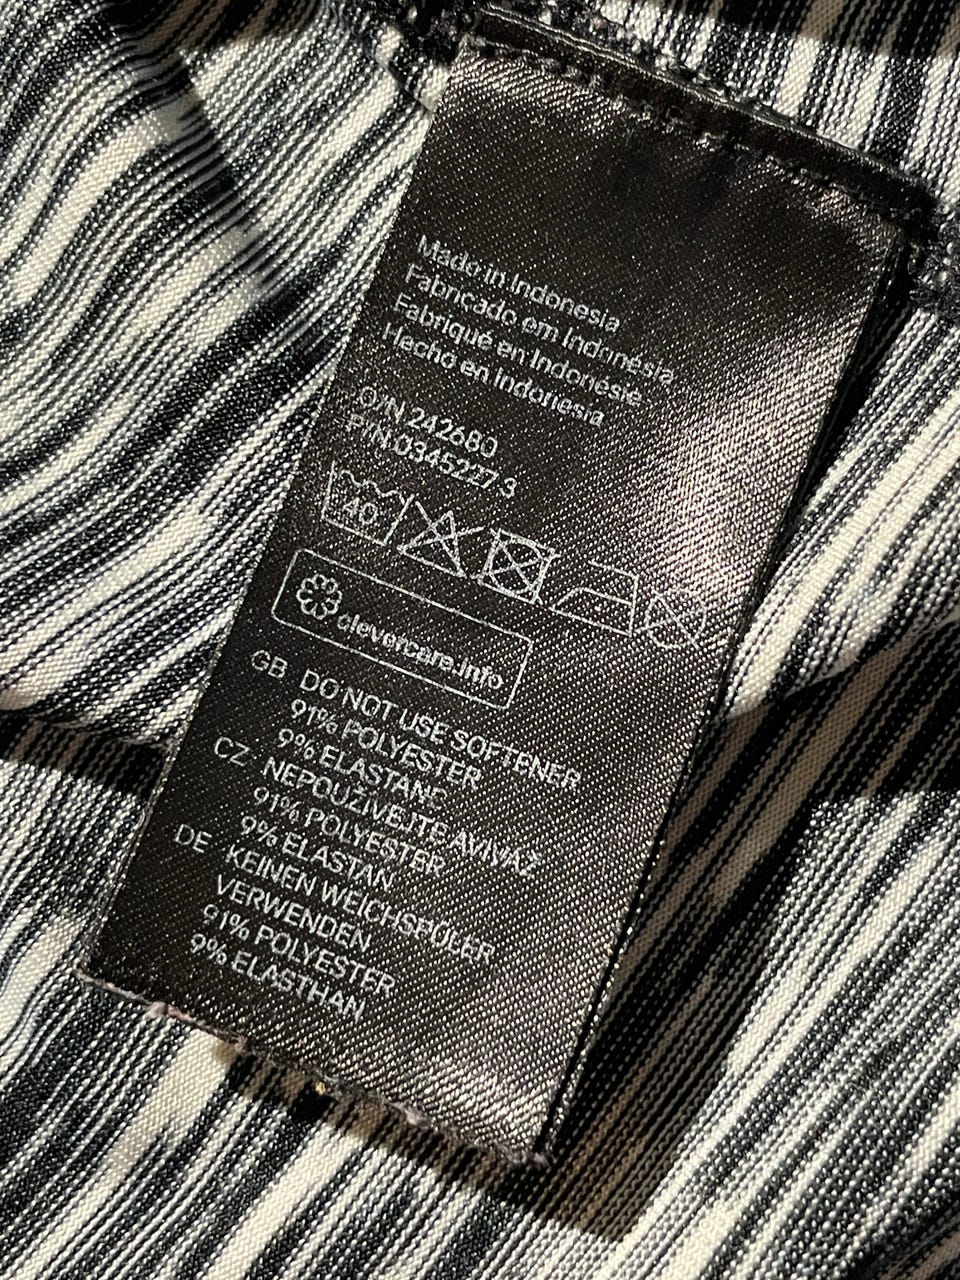 Made in Indonesia
Fabricado em Indonésia
Fabriqué en Indonésie
Hecho en Indonesia
O/N 242680
P/N 0345227.3
40°
clevercare.info
GB DO NOT USE SOFTENER
91% POLYESTER
9% ELASTANE
CZ NEPOUŽÍVEJTE AVIVÁŽ
91% POLYESTER
9% ELASTAN
DE KEINEN WEICHSPÜLER
VERWENDEN
91% POLYESTER
9% ELASTHAN